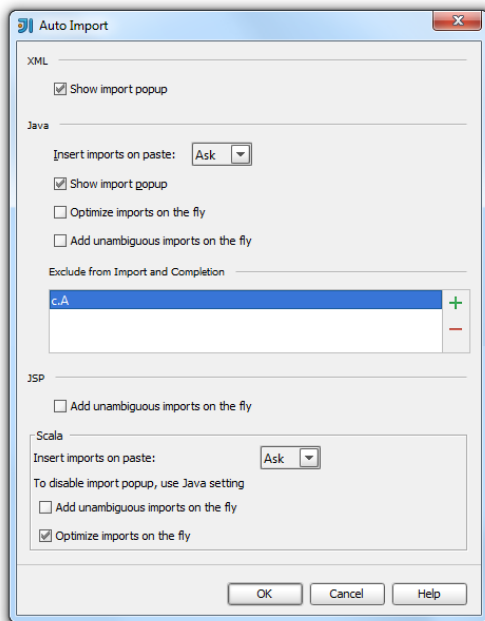 Auto Import
XML
Show import popup
Java
Insert imports on paste: Ask
Show import popup
Optimize imports on the fly
Add unambiguous imports on the fly
Exclude from Import and Completion
c.A
JSP
Add unambiguous imports on the fly
Scala
Insert imports on paste: Ask
To disable import popup, use Java setting
Add unambiguous imports on the fly
Optimize imports on the fly
OK Cancel Help